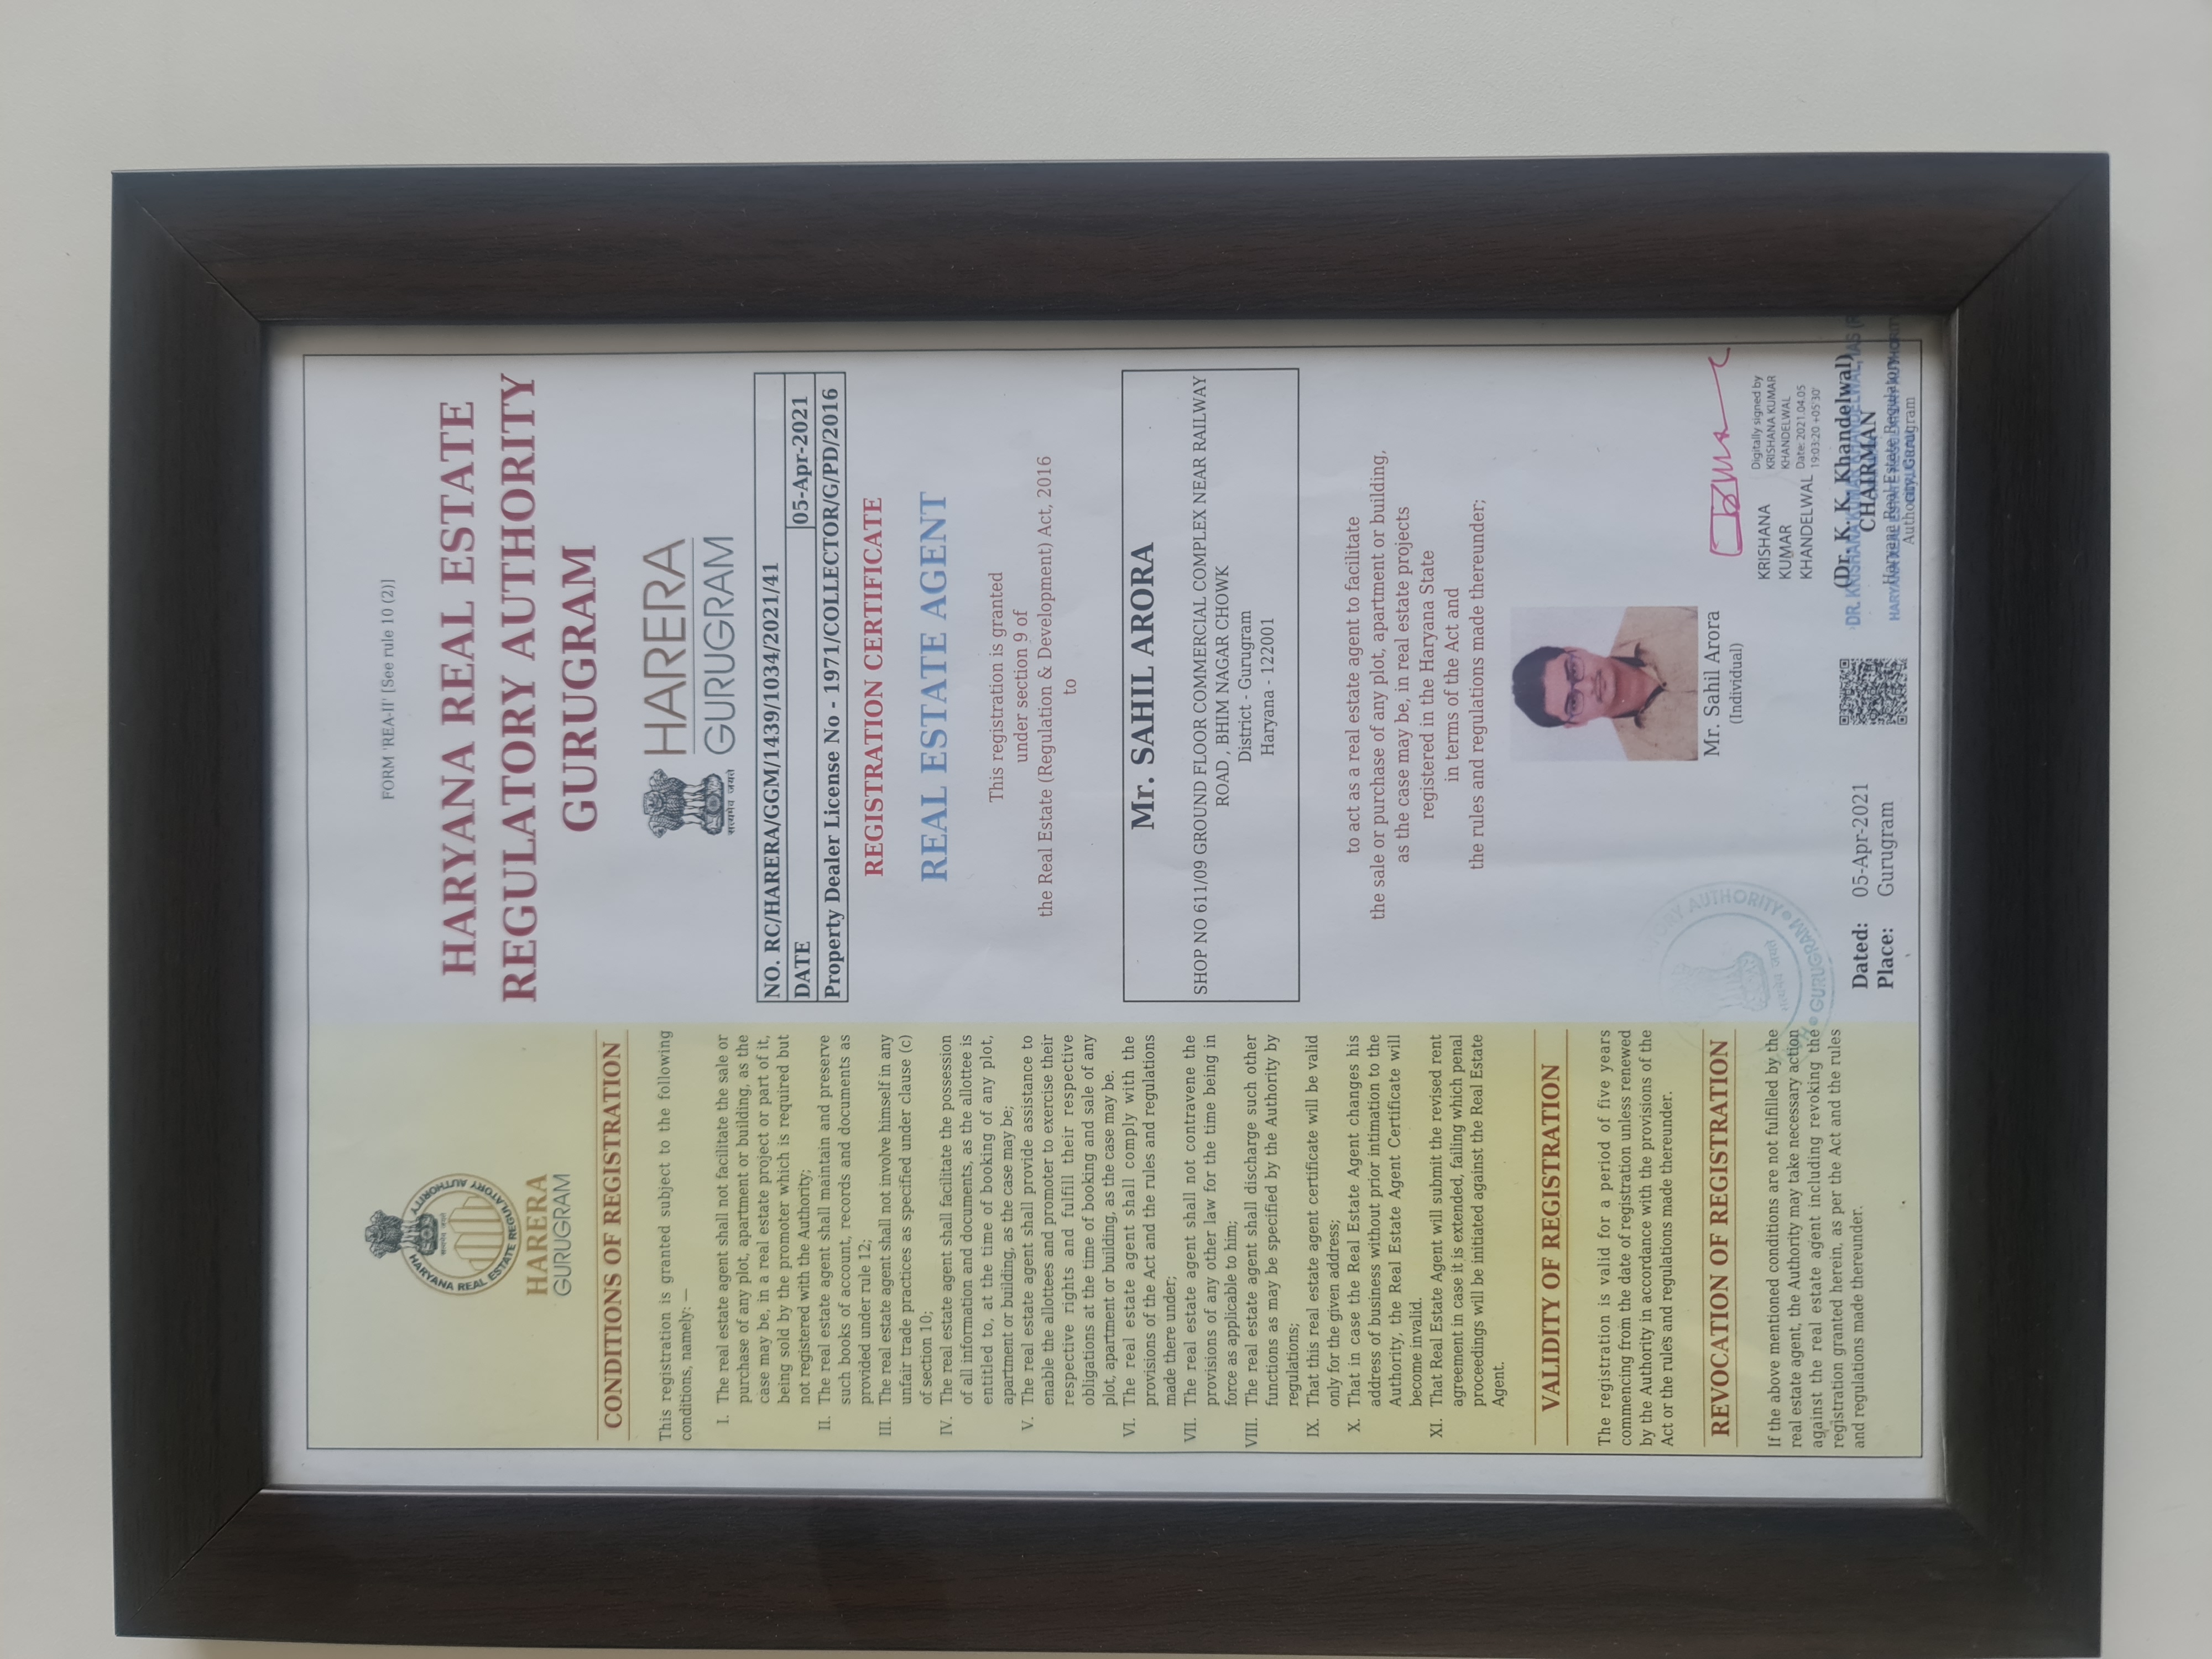 HARYANA REAL ESTATE REGULATORY AUTHORITY
सत्यमेव जयते
HARERA
GURUGRAM
CONDITIONS OF REGISTRATION
This registration is granted subject to the following
conditions, namely: —
I. The real estate agent shall not facilitate the sale or
purchase of any plot, apartment or building, as the
case may be, in a real estate project or part of it,
being sold by the promoter which is required but
not registered with the Authority;
II. The real estate agent shall maintain and preserve
such books of account, records and documents as
provided under rule 12;
III. The real estate agent shall not involve himself in any
unfair trade practices as specified under clause (c)
of section 10;
IV. The real estate agent shall facilitate the possession
of all information and documents, as the allottee is
entitled to, at the time of booking of any plot,
apartment or building, as the case may be;
V. The real estate agent shall provide assistance to
enable the allottees and promoter to exercise their
respective rights and fulfill their respective
obligations at the time of booking and sale of any
plot, apartment or building, as the case may be.
VI. The real estate agent shall comply with the
provisions of the Act and the rules and regulations
made there under;
VII. The real estate agent shall not contravene the
provisions of any other law for the time being in
force as applicable to him;
VIII. The real estate agent shall discharge such other
functions as may be specified by the Authority by
regulations;
IX. That this real estate agent certificate will be valid
only for the given address;
X. That in case the Real Estate Agent changes his
address of business without prior intimation to the
Authority, the Real Estate Agent Certificate will
become invalid.
XI. That Real Estate Agent will submit the revised rent
agreement in case it is extended, failing which penal
proceedings will be initiated against the Real Estate
Agent.
VALIDITY OF REGISTRATION
The registration is valid for a period of five years
commencing from the date of registration unless renewed
by the Authority in accordance with the provisions of the
Act or the rules and regulations made thereunder.
REVOCATION OF REGISTRATION
If the above mentioned conditions are not fulfilled by the
real estate agent, the Authority may take necessary action
against the real estate agent including revoking the
registration granted herein, as per the Act and the rules
and regulations made thereunder.
FORM 'REA-II' [See rule 10 (2)]
HARYANA REAL ESTATE
REGULATORY AUTHORITY
GURUGRAM
सत्यमेव जयते
HARERA
GURUGRAM
NO. RC/HARERA/GGM/1439/1034/2021/41
DATE 05-Apr-2021
Property Dealer License No - 1971/COLLECTOR/G/PD/2016
REGISTRATION CERTIFICATE
REAL ESTATE AGENT
This registration is granted
under section 9 of
the Real Estate (Regulation & Development) Act, 2016
to
Mr. SAHIL ARORA
SHOP NO 611/09 GROUND FLOOR COMMERCIAL COMPLEX NEAR RAILWAY
ROAD , BHIM NAGAR CHOWK
District - Gurugram
Haryana - 122001
to act as a real estate agent to facilitate
the sale or purchase of any plot, apartment or building,
as the case may be, in real estate projects
registered in the Haryana State
in terms of the Act and
the rules and regulations made thereunder;
Mr. Sahil Arora
(Individual)
AUTHORITY GURUGRAM
सत्यमेव जयते
Dated: 05-Apr-2021
Place: Gurugram
KRISHANA
KUMAR
KHANDELWAL
Digitally signed by
KRISHANA KUMAR
KHANDELWAL
Date: 2021.04.05
19:03:20 +05'30'
(Dr. K. K. Khandelwal)
CHAIRMAN
Haryana Real Estate Regulatory
Authority, Gurugram
DR. KRISHANA KUMAR KHANDELWAL, IAS